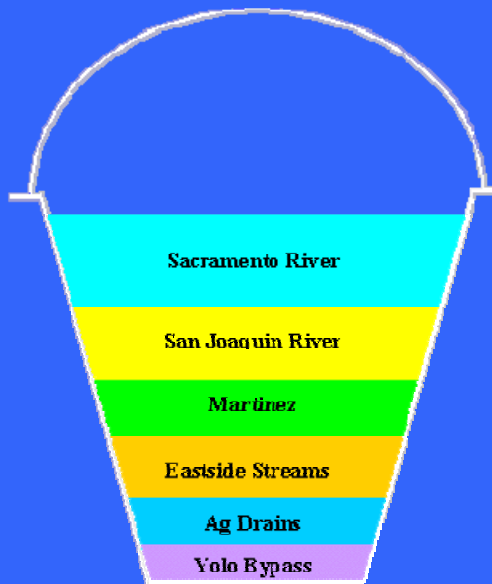 Sacramento River
San Joaquin River
Martinez
Eastside Streams
Ag Drains
Yolo Bypass